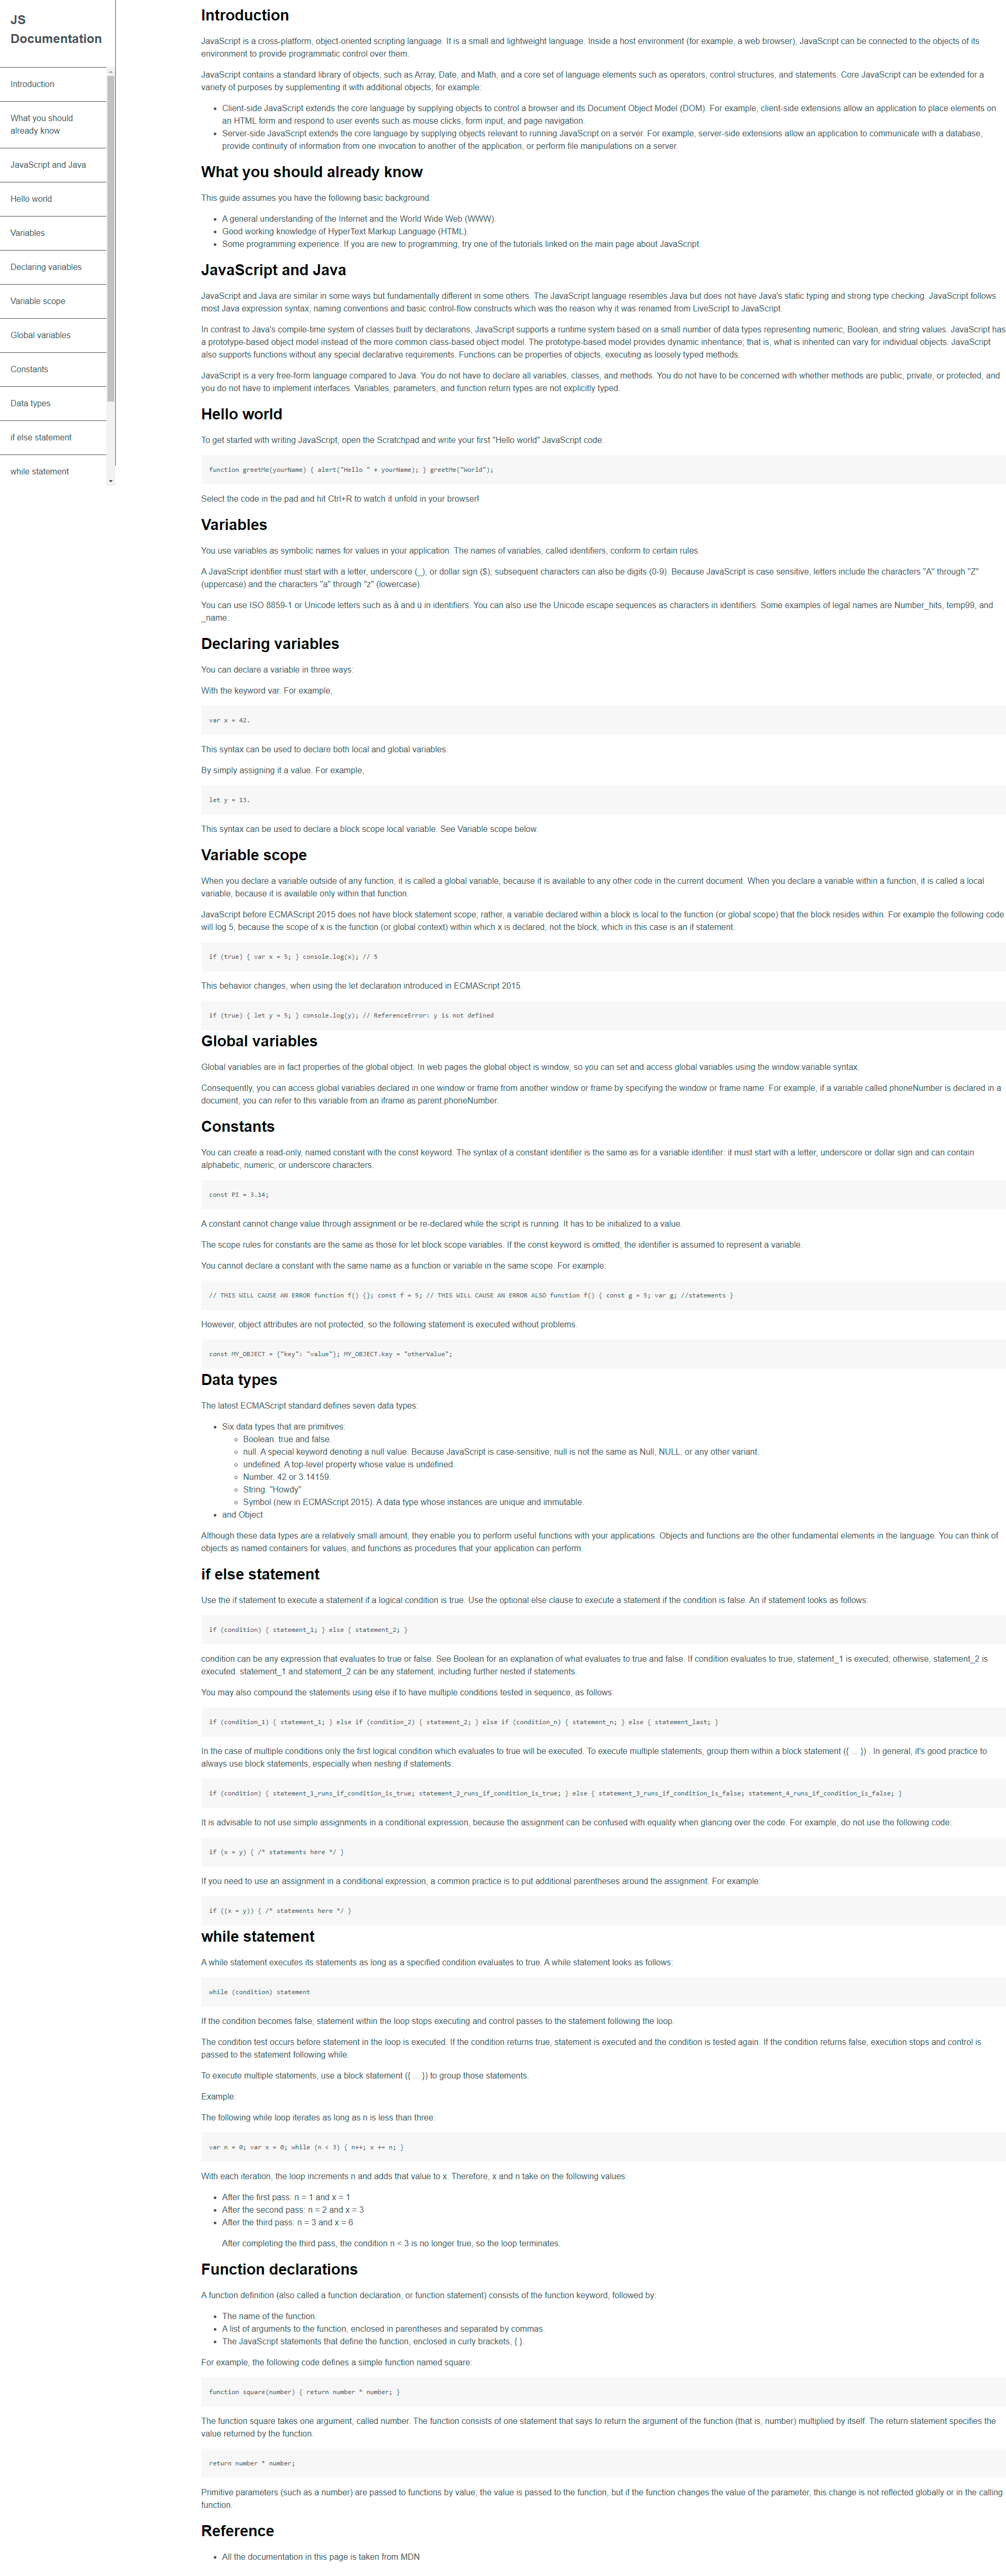 JS
Documentation
Introduction
What you should
already know
JavaScript and Java
Hello world
Variables
Declaring variables
Variable scope
Global variables
Constants
Data types
if else statement
while statement
Introduction
JavaScript is a cross-platform, object-oriented scripting language. It is a small and lightweight language. Inside a host environment (for example, a web browser), JavaScript can be connected to the objects of its
environment to provide programmatic control over them.
JavaScript contains a standard library of objects, such as Array, Date, and Math, and a core set of language elements such as operators, control structures, and statements. Core JavaScript can be extended for a
variety of purposes by supplementing it with additional objects; for example:
• Client-side JavaScript extends the core language by supplying objects to control a browser and its Document Object Model (DOM). For example, client-side extensions allow an application to place elements on
an HTML form and respond to user events such as mouse clicks, form input, and page navigation.
• Server-side JavaScript extends the core language by supplying objects relevant to running JavaScript on a server. For example, server-side extensions allow an application to communicate with a database,
provide continuity of information from one invocation to another of the application, or perform file manipulations on a server.
What you should already know
This guide assumes you have the following basic background:
• A general understanding of the Internet and the World Wide Web (WWW).
• Good working knowledge of HyperText Markup Language (HTML).
• Some programming experience. If you are new to programming, try one of the tutorials linked on the main page about JavaScript.
JavaScript and Java
JavaScript and Java are similar in some ways but fundamentally different in some others. The JavaScript language resembles Java but does not have Java's static typing and strong type checking. JavaScript follows
most Java expression syntax, naming conventions and basic control-flow constructs which was the reason why it was renamed from LiveScript to JavaScript.
In contrast to Java's compile-time system of classes built by declarations, JavaScript supports a runtime system based on a small number of data types representing numeric, Boolean, and string values. JavaScript has
a prototype-based object model instead of the more common class-based object model. The prototype-based model provides dynamic inheritance; that is, what is inherited can vary for individual objects. JavaScript
also supports functions without any special declarative requirements. Functions can be properties of objects, executing as loosely typed methods.
JavaScript is a very free-form language compared to Java. You do not have to declare all variables, classes, and methods. You do not have to be concerned with whether methods are public, private, or protected, and
you do not have to implement interfaces. Variables, parameters, and function return types are not explicitly typed.
Hello world
To get started with writing JavaScript, open the Scratchpad and write your first "Hello world" JavaScript code:
function greetMe(yourName) { alert("Hello " + yourName); } greetMe("World");
Select the code in the pad and hit Ctrl+R to watch it unfold in your browser!
Variables
You use variables as symbolic names for values in your application. The names of variables, called identifiers, conform to certain rules.
A JavaScript identifier must start with a letter, underscore (_), or dollar sign ($); subsequent characters can also be digits (0-9). Because JavaScript is case sensitive, letters include the characters "A" through "Z"
(uppercase) and the characters "a" through "z" (lowercase).
You can use ISO 8859-1 or Unicode letters such as å and ü in identifiers. You can also use the Unicode escape sequences as characters in identifiers. Some examples of legal names are Number_hits, temp99, and
_name.
Declaring variables
You can declare a variable in three ways:
With the keyword var. For example,
var x = 42.
This syntax can be used to declare both local and global variables.
By simply assigning it a value. For example,
let y = 13.
This syntax can be used to declare a block scope local variable. See Variable scope below.
Variable scope
When you declare a variable outside of any function, it is called a global variable, because it is available to any other code in the current document. When you declare a variable within a function, it is called a local
variable, because it is available only within that function.
JavaScript before ECMAScript 2015 does not have block statement scope; rather, a variable declared within a block is local to the function (or global scope) that the block resides within. For example the following code
will log 5, because the scope of x is the function (or global context) within which x is declared, not the block, which in this case is an if statement.
if (true) { var x = 5; } console.log(x); // 5
This behavior changes, when using the let declaration introduced in ECMAScript 2015.
if (true) { let y = 5; } console.log(y); // ReferenceError: y is not defined
Global variables
Global variables are in fact properties of the global object. In web pages the global object is window, so you can set and access global variables using the window.variable syntax.
Consequently, you can access global variables declared in one window or frame from another window or frame by specifying the window or frame name. For example, if a variable called phoneNumber is declared in a
document, you can refer to this variable from an iframe as parent.phoneNumber.
Constants
You can create a read-only, named constant with the const keyword. The syntax of a constant identifier is the same as for a variable identifier: it must start with a letter, underscore or dollar sign and can contain
alphabetic, numeric, or underscore characters.
const PI = 3.14;
A constant cannot change value through assignment or be re-declared while the script is running. It has to be initialized to a value.
The scope rules for constants are the same as those for let block scope variables. If the const keyword is omitted, the identifier is assumed to represent a variable.
You cannot declare a constant with the same name as a function or variable in the same scope. For example:
// THIS WILL CAUSE AN ERROR function f() {}; const f = 5; // THIS WILL CAUSE AN ERROR ALSO function f() { const g = 5; var g; //statements }
However, object attributes are not protected, so the following statement is executed without problems.
const MY_OBJECT = {"key": "value"}; MY_OBJECT.key = "otherValue";
Data types
The latest ECMAScript standard defines seven data types:
• Six data types that are primitives:
◦ Boolean. true and false.
◦ null. A special keyword denoting a null value. Because JavaScript is case-sensitive, null is not the same as Null, NULL, or any other variant.
◦ undefined. A top-level property whose value is undefined.
◦ Number. 42 or 3.14159.
◦ String. "Howdy"
◦ Symbol (new in ECMAScript 2015). A data type whose instances are unique and immutable.
• and Object
Although these data types are a relatively small amount, they enable you to perform useful functions with your applications. Objects and functions are the other fundamental elements in the language. You can think of
objects as named containers for values, and functions as procedures that your application can perform.
if else statement
Use the if statement to execute a statement if a logical condition is true. Use the optional else clause to execute a statement if the condition is false. An if statement looks as follows:
if (condition) { statement_1; } else { statement_2; }
condition can be any expression that evaluates to true or false. See Boolean for an explanation of what evaluates to true and false. If condition evaluates to true, statement_1 is executed; otherwise, statement_2 is
executed. statement_1 and statement_2 can be any statement, including further nested if statements.
You may also compound the statements using else if to have multiple conditions tested in sequence, as follows:
if (condition_1) { statement_1; } else if (condition_2) { statement_2; } else if (condition_n) { statement_n; } else { statement_last; }
In the case of multiple conditions only the first logical condition which evaluates to true will be executed. To execute multiple statements, group them within a block statement ({ ... }) . In general, it's good practice to
always use block statements, especially when nesting if statements:
if (condition) { statement_1_runs_if_condition_is_true; statement_2_runs_if_condition_is_true; } else { statement_3_runs_if_condition_is_false; statement_4_runs_if_condition_is_false; }
It is advisable to not use simple assignments in a conditional expression, because the assignment can be confused with equality when glancing over the code. For example, do not use the following code:
if (x = y) { /* statements here */ }
If you need to use an assignment in a conditional expression, a common practice is to put additional parentheses around the assignment. For example:
if ((x = y)) { /* statements here */ }
while statement
A while statement executes its statements as long as a specified condition evaluates to true. A while statement looks as follows:
while (condition) statement
If the condition becomes false, statement within the loop stops executing and control passes to the statement following the loop.
The condition test occurs before statement in the loop is executed. If the condition returns true, statement is executed and the condition is tested again. If the condition returns false, execution stops and control is
passed to the statement following while.
To execute multiple statements, use a block statement ({ ... }) to group those statements.
Example:
The following while loop iterates as long as n is less than three:
var n = 0; var x = 0; while (n < 3) { n++; x += n; }
With each iteration, the loop increments n and adds that value to x. Therefore, x and n take on the following values:
• After the first pass: n = 1 and x = 1
• After the second pass: n = 2 and x = 3
• After the third pass: n = 3 and x = 6
After completing the third pass, the condition n < 3 is no longer true, so the loop terminates.
Function declarations
A function definition (also called a function declaration, or function statement) consists of the function keyword, followed by:
• The name of the function.
• A list of arguments to the function, enclosed in parentheses and separated by commas.
• The JavaScript statements that define the function, enclosed in curly brackets, { }.
For example, the following code defines a simple function named square:
function square(number) { return number * number; }
The function square takes one argument, called number. The function consists of one statement that says to return the argument of the function (that is, number) multiplied by itself. The return statement specifies the
value returned by the function.
return number * number;
Primitive parameters (such as a number) are passed to functions by value; the value is passed to the function, but if the function changes the value of the parameter, this change is not reflected globally or in the calling
function.
Reference
• All the documentation in this page is taken from MDN